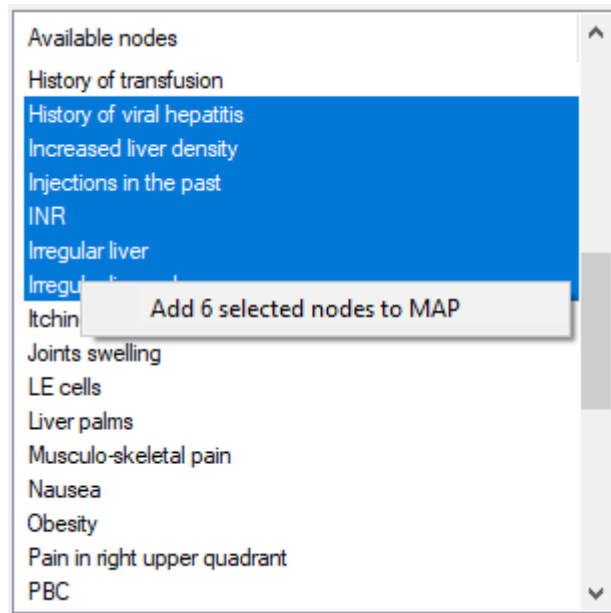 Available nodes
History of transfusion
History of viral hepatitis
Increased liver density
Injections in the past
INR
Irregular liver
Add 6 selected nodes to MAP
Joints swelling
LE cells
Liver palms
Musculo-skeletal pain
Nausea
Obesity
Pain in right upper quadrant
PBC